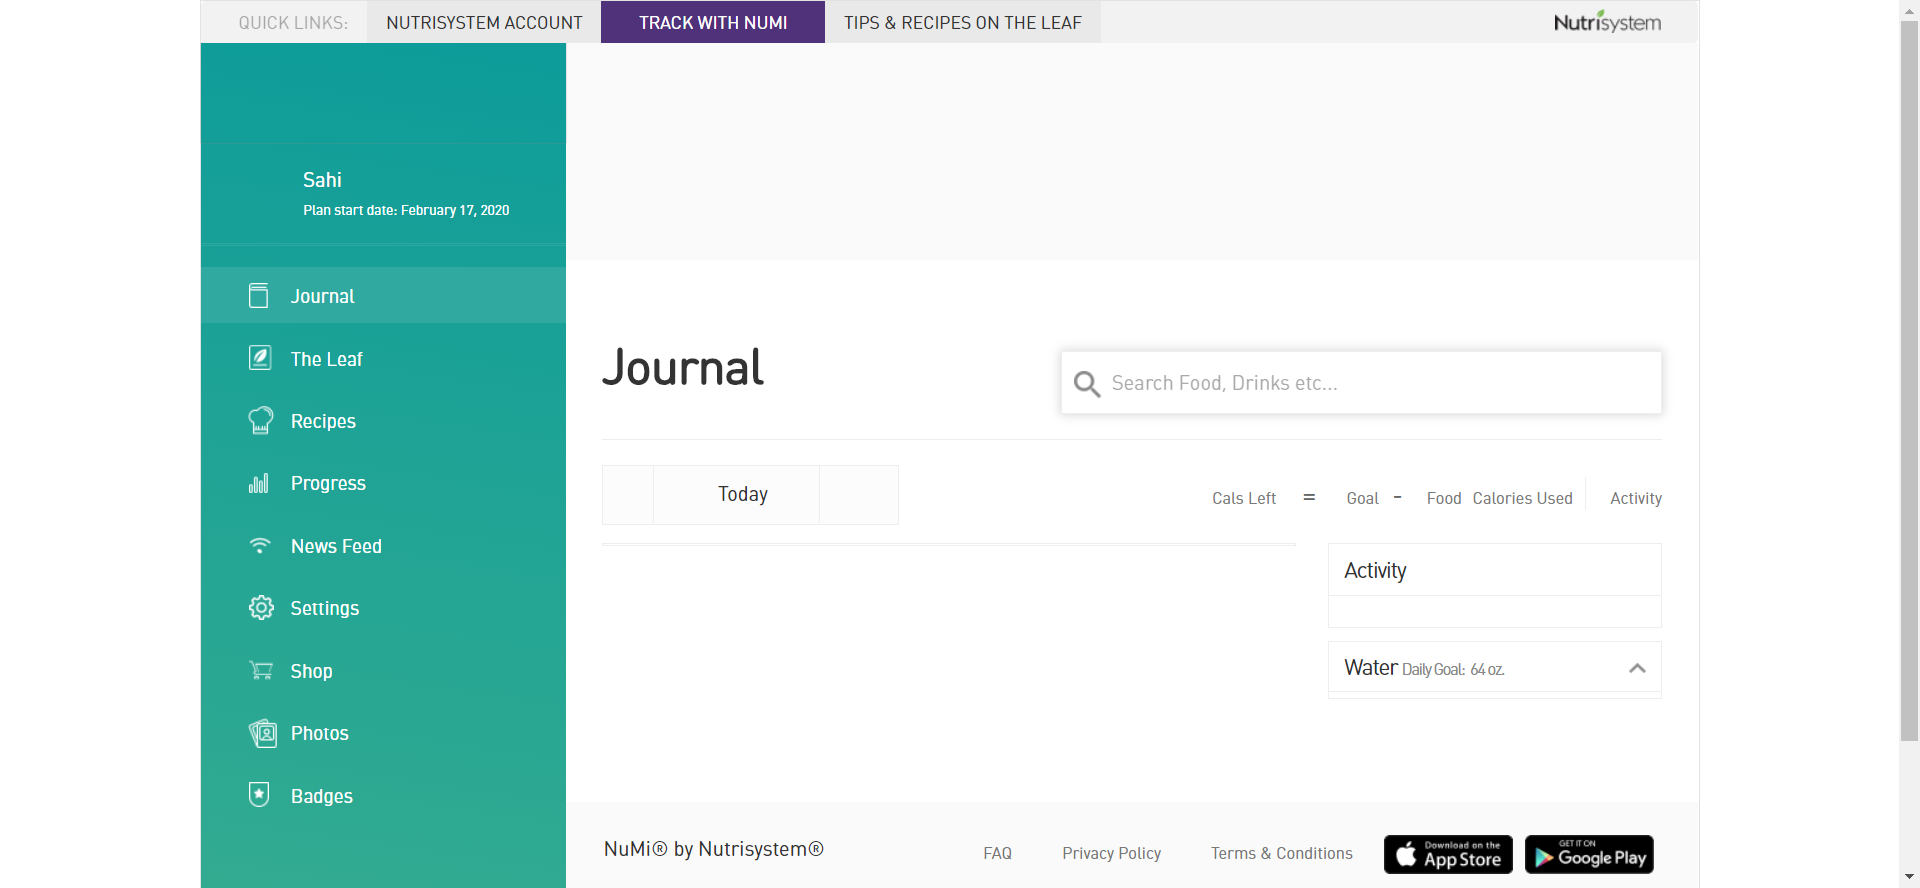 QUICK LINKS:
NUTRISYSTEM ACCOUNT
TRACK WITH NUMI
TIPS & RECIPES ON THE LEAF
Nutrisystem
Sahi
Plan start date: February 17, 2020
Journal
The Leaf
Recipes
Progress
News Feed
Settings
Shop
Photos
Badges
Journal
Search Food, Drinks etc...
Today
Cals Left = Goal - Food Calories Used Activity
Activity
Water Daily Goal: 64 oz.
NuMi® by Nutrisystem®
FAQ
Privacy Policy
Terms & Conditions
Download on the
App Store
GET IT ON
Google Play